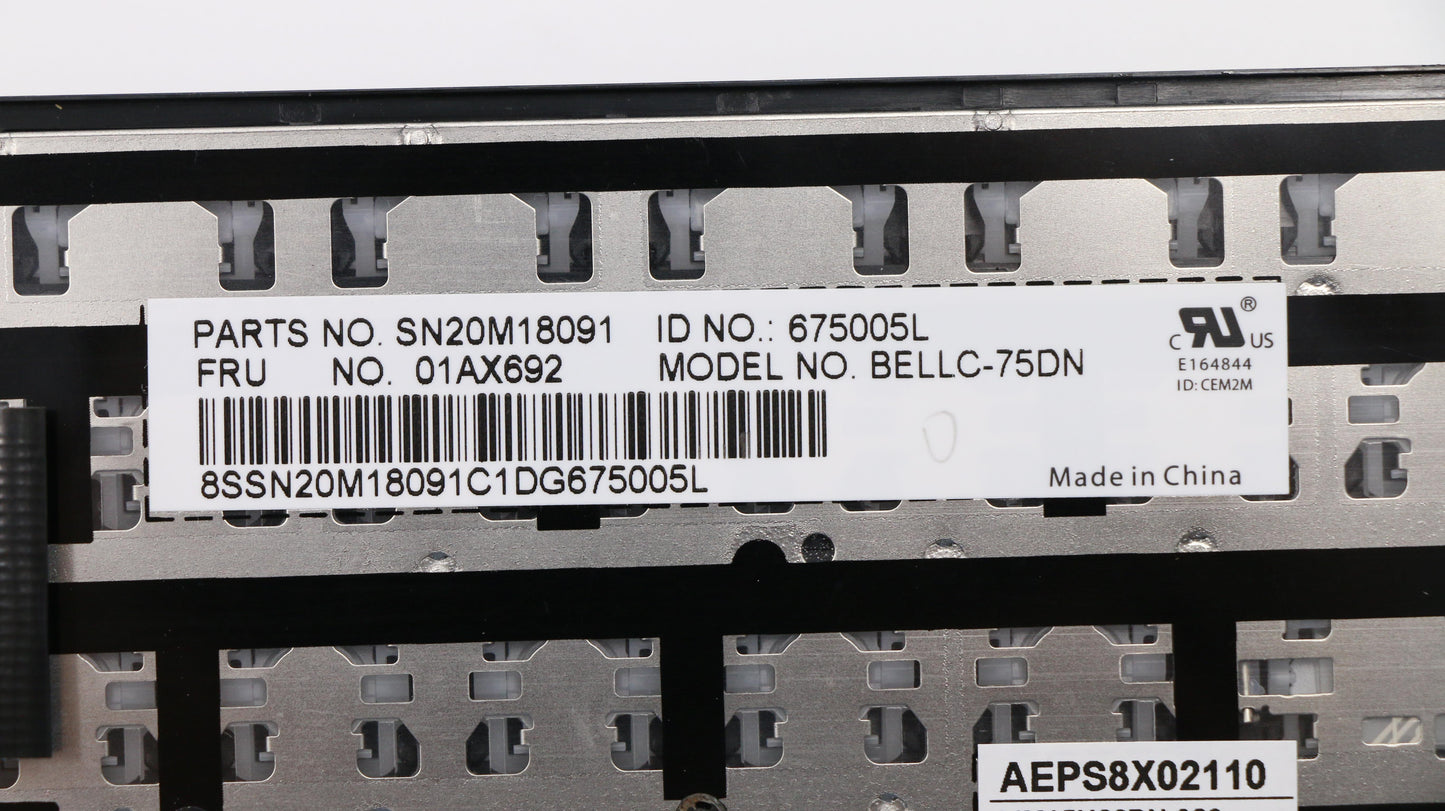 PARTS NO. SN20M18091 ID NO.: 675005L
FRU NO. 01AX692 MODEL NO. BELLC-75DN
8SSN20M18091C1DG675005L
C RU ® US
E164844
ID: CEM2M
Made in China
AEPS8X02110